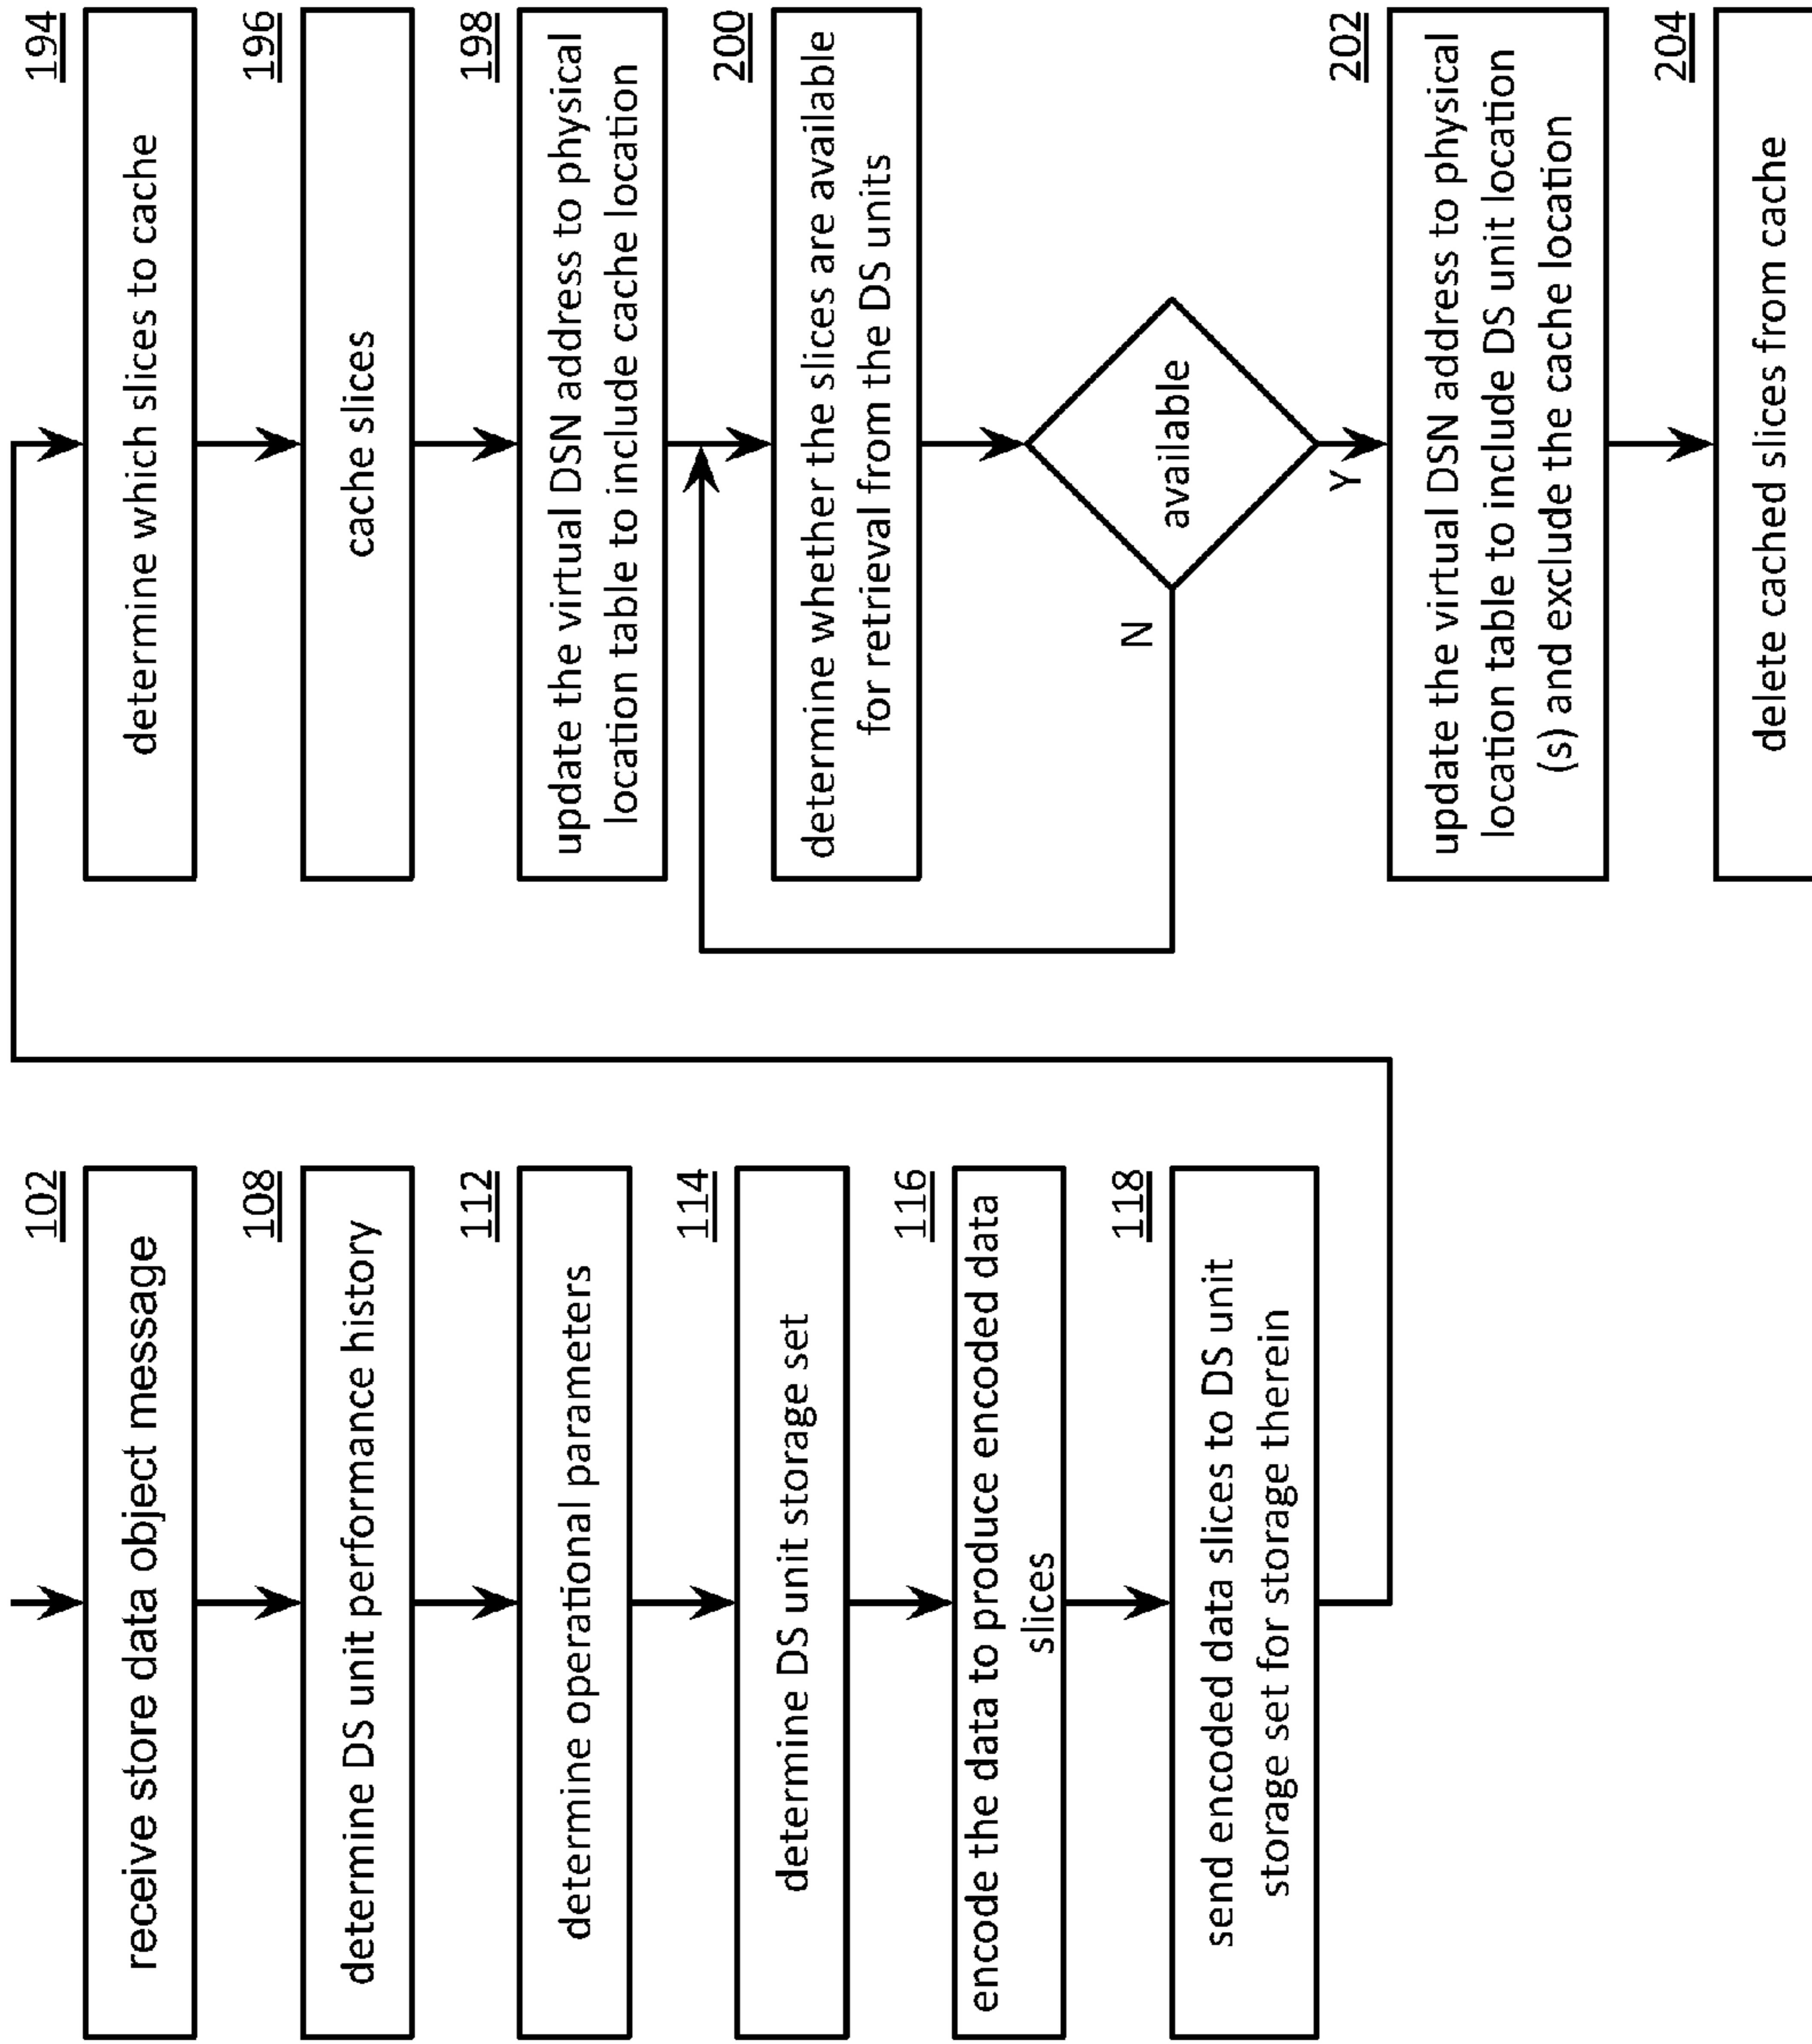 102
receive store data object message
108
determine DS unit performance history
112
determine operational parameters
114
determine DS unit storage set
116
encode the data to produce encoded data
slices
118
send encoded data slices to DS unit
storage set for storage therein
194
determine which slices to cache
196
cache slices
198
update the virtual DSN address to physical
location table to include cache location
200
determine whether the slices are available
for retrieval from the DS units
available
N
Y
202
update the virtual DSN address to physical
location table to include DS unit location
(s) and exclude the cache location
204
delete cached slices from cache